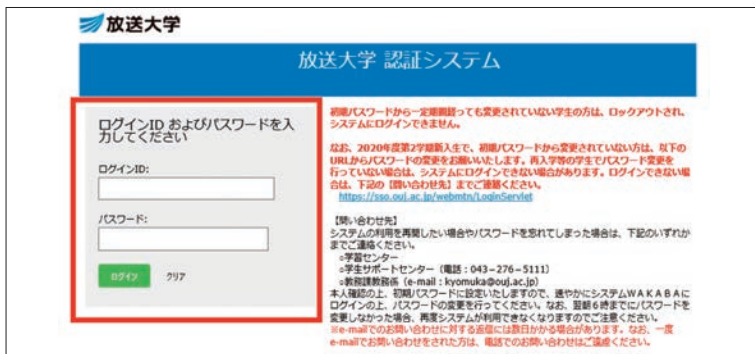 放送大学
放送大学 認証システム
ログインID およびパスワードを入
力してください
ログインID:
パスワード:
ログイン
クリア
初期パスワードから一定期間経っても変更されていない学生の方は、ロックアウトされ、
システムにログインできません。
なお、2020年度第2学期新入生で、初期パスワードから変更されていない方は、以下の
URLからパスワードの変更をお願いいたします。再入学等の学生でパスワード変更を
行っていない場合は、システムにログインできない場合があります。ログインできない場
合は、下記の【問い合わせ先】までご連絡ください。
https://sso.ouj.ac.jp/webmtn/LoginServlet
【問い合わせ先】
システムの利用を再開したい場合やパスワードを忘れてしまった場合は、下記のいずれか
までご連絡ください。
○学習センター
○学生サポートセンター（電話：043－276－5111）
○教務課教務係（e-mail：kyomuka@ouj.ac.jp）
本人確認の上、初期パスワードに設定いたしますので、速やかにシステムWAKABAに
ログインの上、パスワードの変更を行ってください。なお、翌朝6時までにパスワードを
変更しなかった場合、再度システムが利用できなくなりますのでご注意ください。
※e-mailでのお問い合わせに対する返信には数日かかる場合があります。なお、一度
e-mailでお問い合わせをされた方は、電話でのお問い合わせはご遠慮ください。